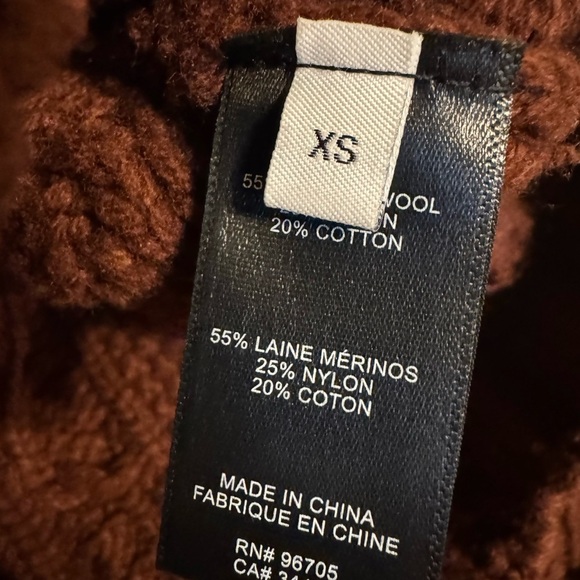 XS
55
WOOL
20% COTTON
55% LAINE MÉRINOS
25% NYLON
20% COTON
MADE IN CHINA
FABRIQUE EN CHINE
RN# 96705
CA#